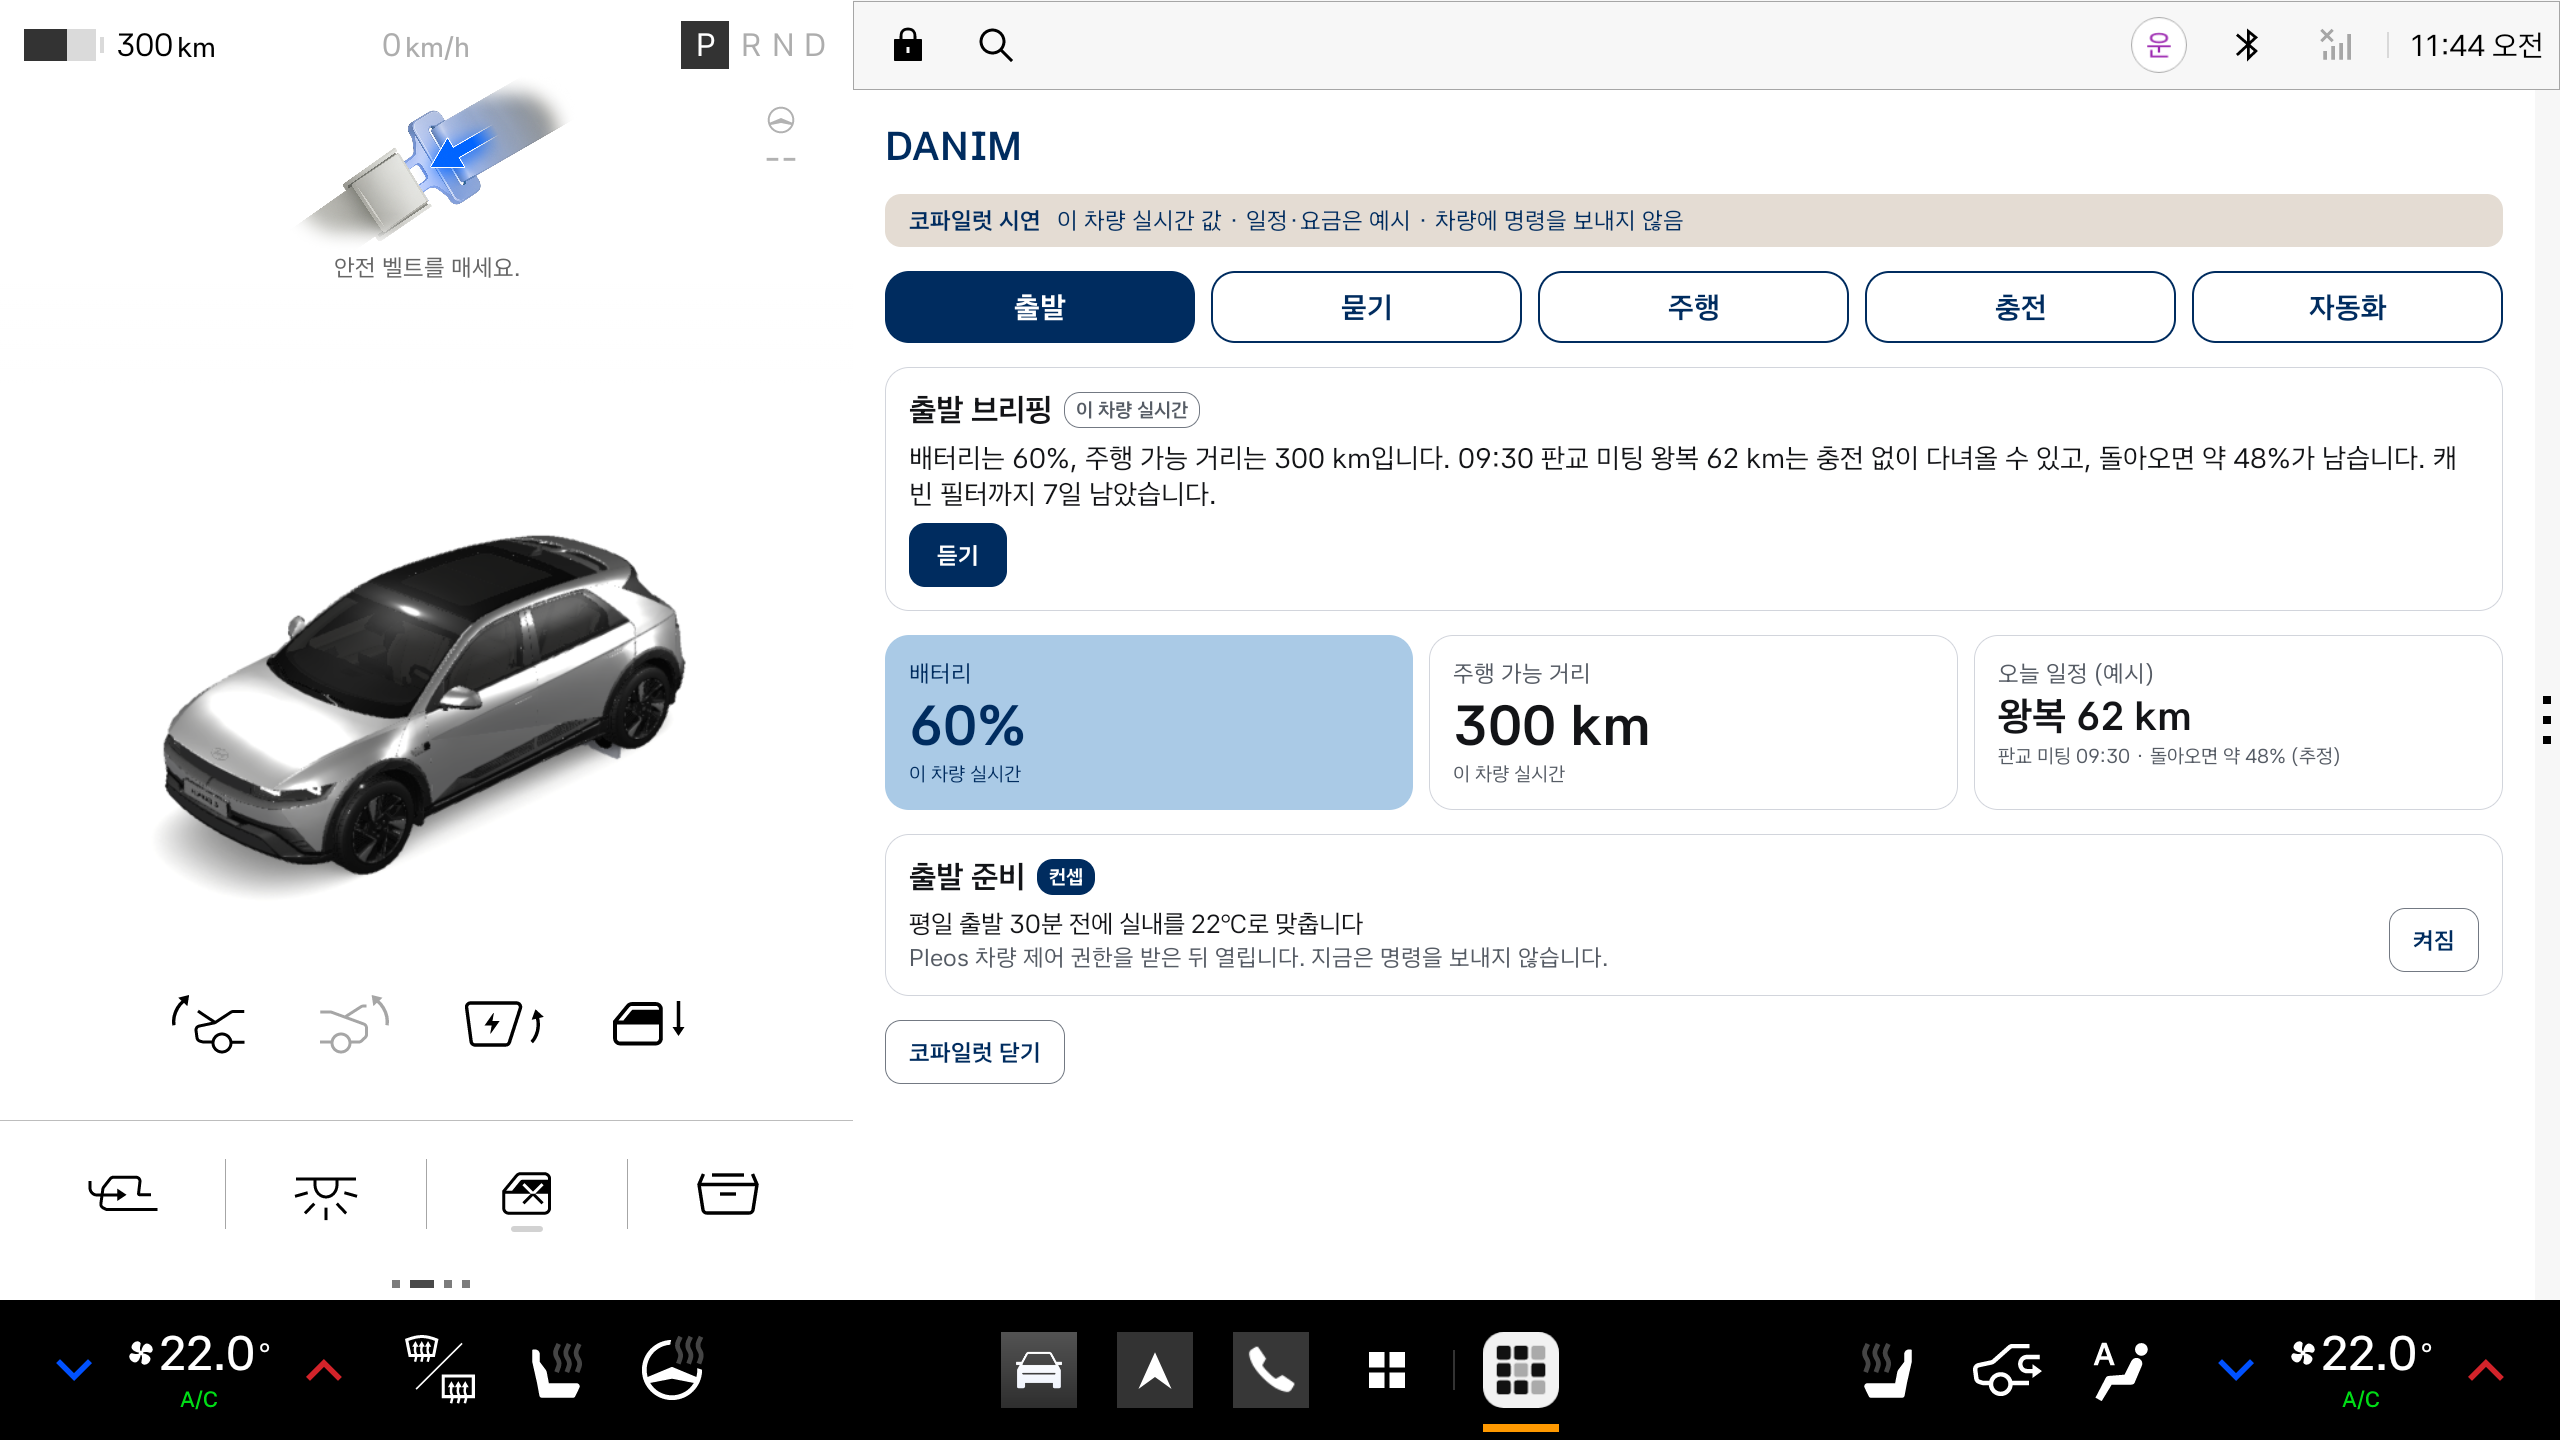 300 km
0 km/h
P R N D
운
11:44 오전
안전 벨트를 매세요.
DANIM
코파일럿 시연 이 차량 실시간 값 · 일정·요금은 예시 · 차량에 명령을 보내지 않음
출발
묻기
주행
충전
자동화
출발 브리핑 이 차량 실시간
배터리는 60%, 주행 가능 거리는 300 km입니다. 09:30 판교 미팅 왕복 62 km는 충전 없이 다녀올 수 있고, 돌아오면 약 48%가 남습니다. 캐
빈 필터까지 7일 남았습니다.
듣기
배터리
60%
이 차량 실시간
주행 가능 거리
300 km
이 차량 실시간
오늘 일정 (예시)
왕복 62 km
판교 미팅 09:30 · 돌아오면 약 48% (추정)
출발 준비 컨셉
평일 출발 30분 전에 실내를 22°C로 맞춥니다
Pleos 차량 제어 권한을 받은 뒤 열립니다. 지금은 명령을 보내지 않습니다.
켜짐
코파일럿 닫기
22.0°
A/C
A
22.0°
A/C